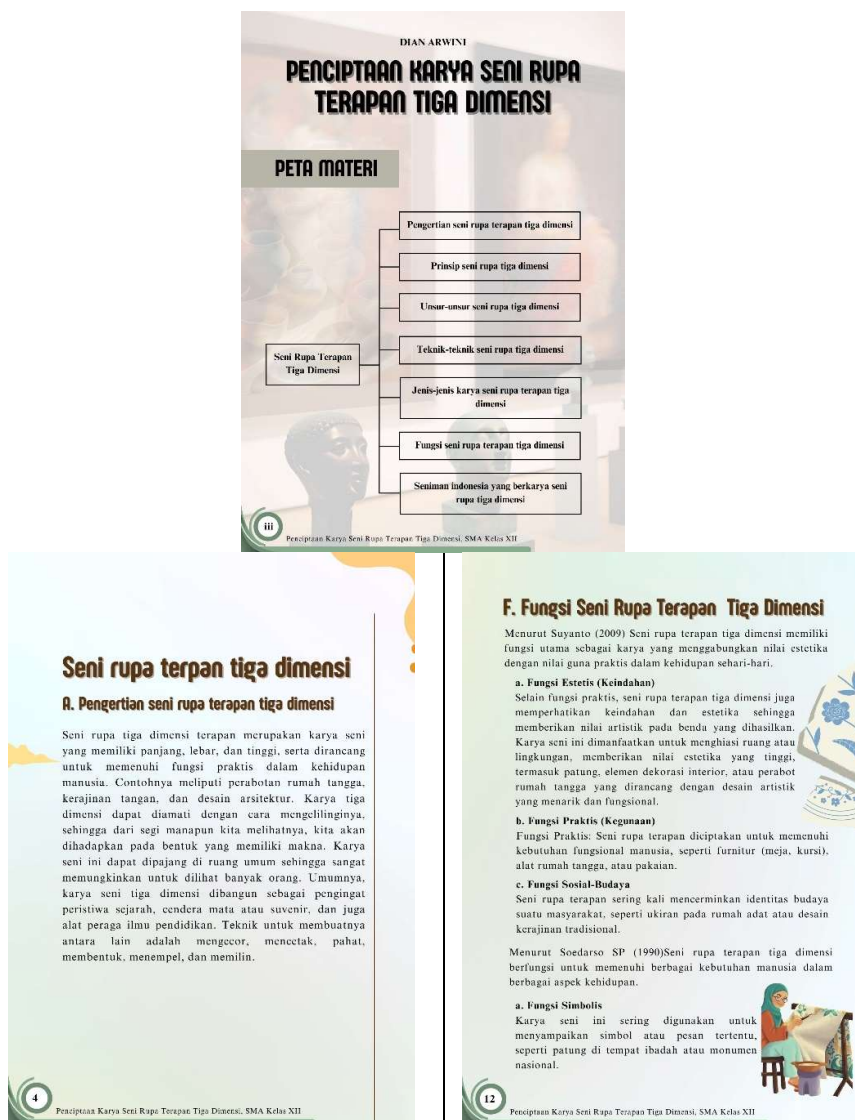 DIAN ARWINI
PENCIPTAAN KARYA SENI RUPA
TERAPAN TIGA DIMENSI
PETA MATERI
Seni Rupa Terapan
Tiga Dimensi
Pengertian seni rupa terapan tiga dimensi
Prinsip seni rupa tiga dimensi
Unsur-unsur seni rupa tiga dimensi
Teknik-teknik seni rupa tiga dimensi
Jenis-jenis karya seni rupa terapan tiga
dimensi
Fungsi seni rupa terapan tiga dimensi
Seniman indonesia yang berkarya seni
rupa tiga dimensi
iii
Penciptaan Karya Seni Rupa Terapan Tiga Dimensi, SMA Kelas XII
Seni rupa terpan tiga dimensi
A. Pengertian seni rupa terapan tiga dimensi
Seni rupa tiga dimensi terapan merupakan karya seni
yang memiliki panjang, lebar, dan tinggi, serta dirancang
untuk memenuhi fungsi praktis dalam kehidupan
manusia. Contohnya meliputi perabotan rumah tangga,
kerajinan tangan, dan desain arsitektur. Karya tiga
dimensi dapat diamati dengan cara mengelilinginya,
sehingga dari segi manapun kita melihatnya, kita akan
dihadapkan pada bentuk yang memiliki makna. Karya
seni ini dapat dipajang di ruang umum sehingga sangat
memungkinkan untuk dilihat banyak orang. Umumnya,
karya seni tiga dimensi dibangun sebagai pengingat
peristiwa sejarah, cendera mata atau suvenir, dan juga
alat peraga ilmu pendidikan. Teknik untuk membuatnya
antara lain adalah mengecor, mencetak, pahat,
membentuk, menempel, dan memilin.
4
Penciptaan Karya Seni Rupa Terapan Tiga Dimensi, SMA Kelas XII
F. Fungsi Seni Rupa Terapan Tiga Dimensi
Menurut Suyanto (2009) Seni rupa terapan tiga dimensi memiliki
fungsi utama sebagai karya yang menggabungkan nilai estetika
dengan nilai guna praktis dalam kehidupan sehari-hari.
a. Fungsi Estetis (Keindahan)
Selain fungsi praktis, seni rupa terapan tiga dimensi juga
memperhatikan keindahan dan estetika sehingga
memberikan nilai artistik pada benda yang dihasilkan.
Karya seni ini dimanfaatkan untuk menghiasi ruang atau
lingkungan, memberikan nilai estetika yang tinggi,
termasuk patung, elemen dekorasi interior, atau perabot
rumah tangga yang dirancang dengan desain artistik
yang menarik dan fungsional.
b. Fungsi Praktis (Kegunaan)
Fungsi Praktis: Seni rupa terapan diciptakan untuk memenuhi
kebutuhan fungsional manusia, seperti furnitur (meja, kursi),
alat rumah tangga, atau pakaian.
c. Fungsi Sosial-Budaya
Seni rupa terapan sering kali mencerminkan identitas budaya
suatu masyarakat, seperti ukiran pada rumah adat atau desain
kerajinan tradisional.
Menurut Soedarso SP (1990)Seni rupa terapan tiga dimensi
berfungsi untuk memenuhi berbagai kebutuhan manusia dalam
berbagai aspek kehidupan.
a. Fungsi Simbolis
Karya seni ini sering digunakan untuk
menyampaikan simbol atau pesan tertentu,
seperti patung di tempat ibadah atau monumen
nasional.
12
Penciptaan Karya Seni Rupa Terapan Tiga Dimensi, SMA Kelas XII